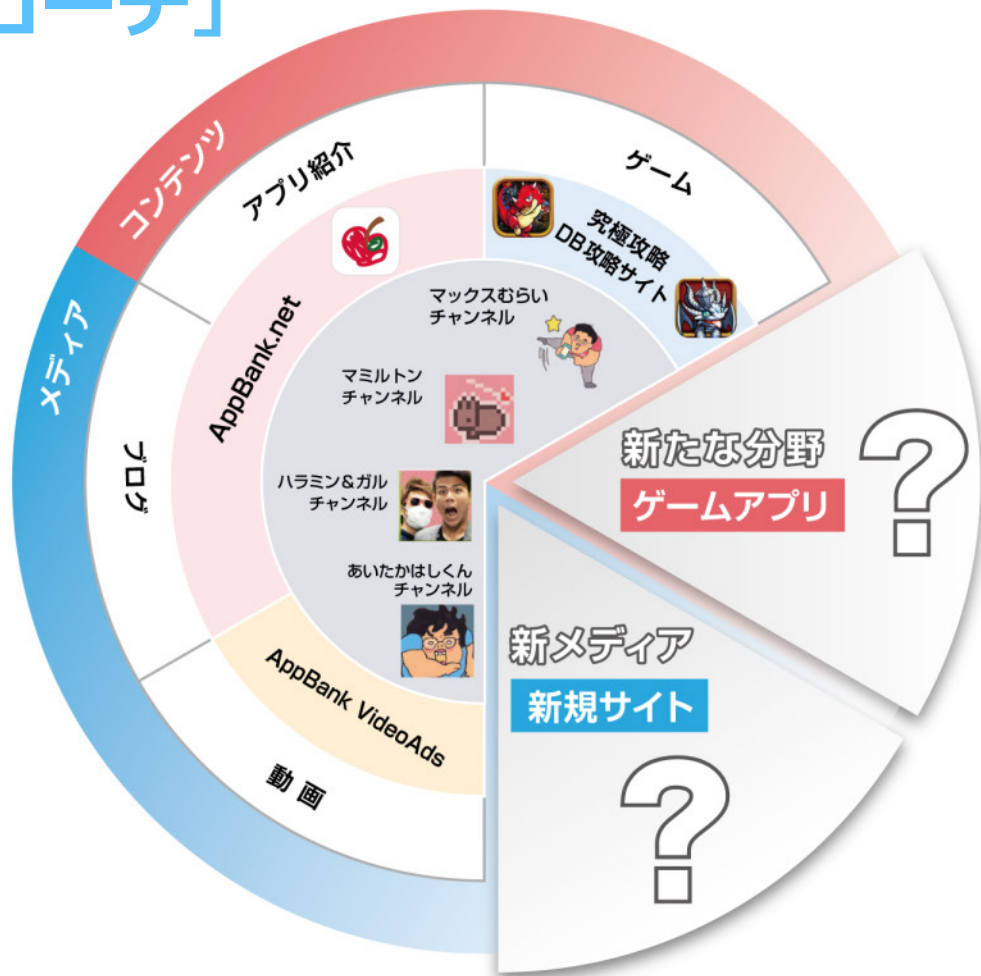 コーチ」
コンテンツ
メディア
アプリ紹介
ゲーム
ブログ
動画
AppBank.net
究極攻略
DB攻略サイト
AppBank VideoAds
マックスむらい
チャンネル
マミルトン
チャンネル
ハラミン＆ガル
チャンネル
あいたかはしくん
チャンネル
新たな分野
ゲームアプリ
?
新メディア
新規サイト
?